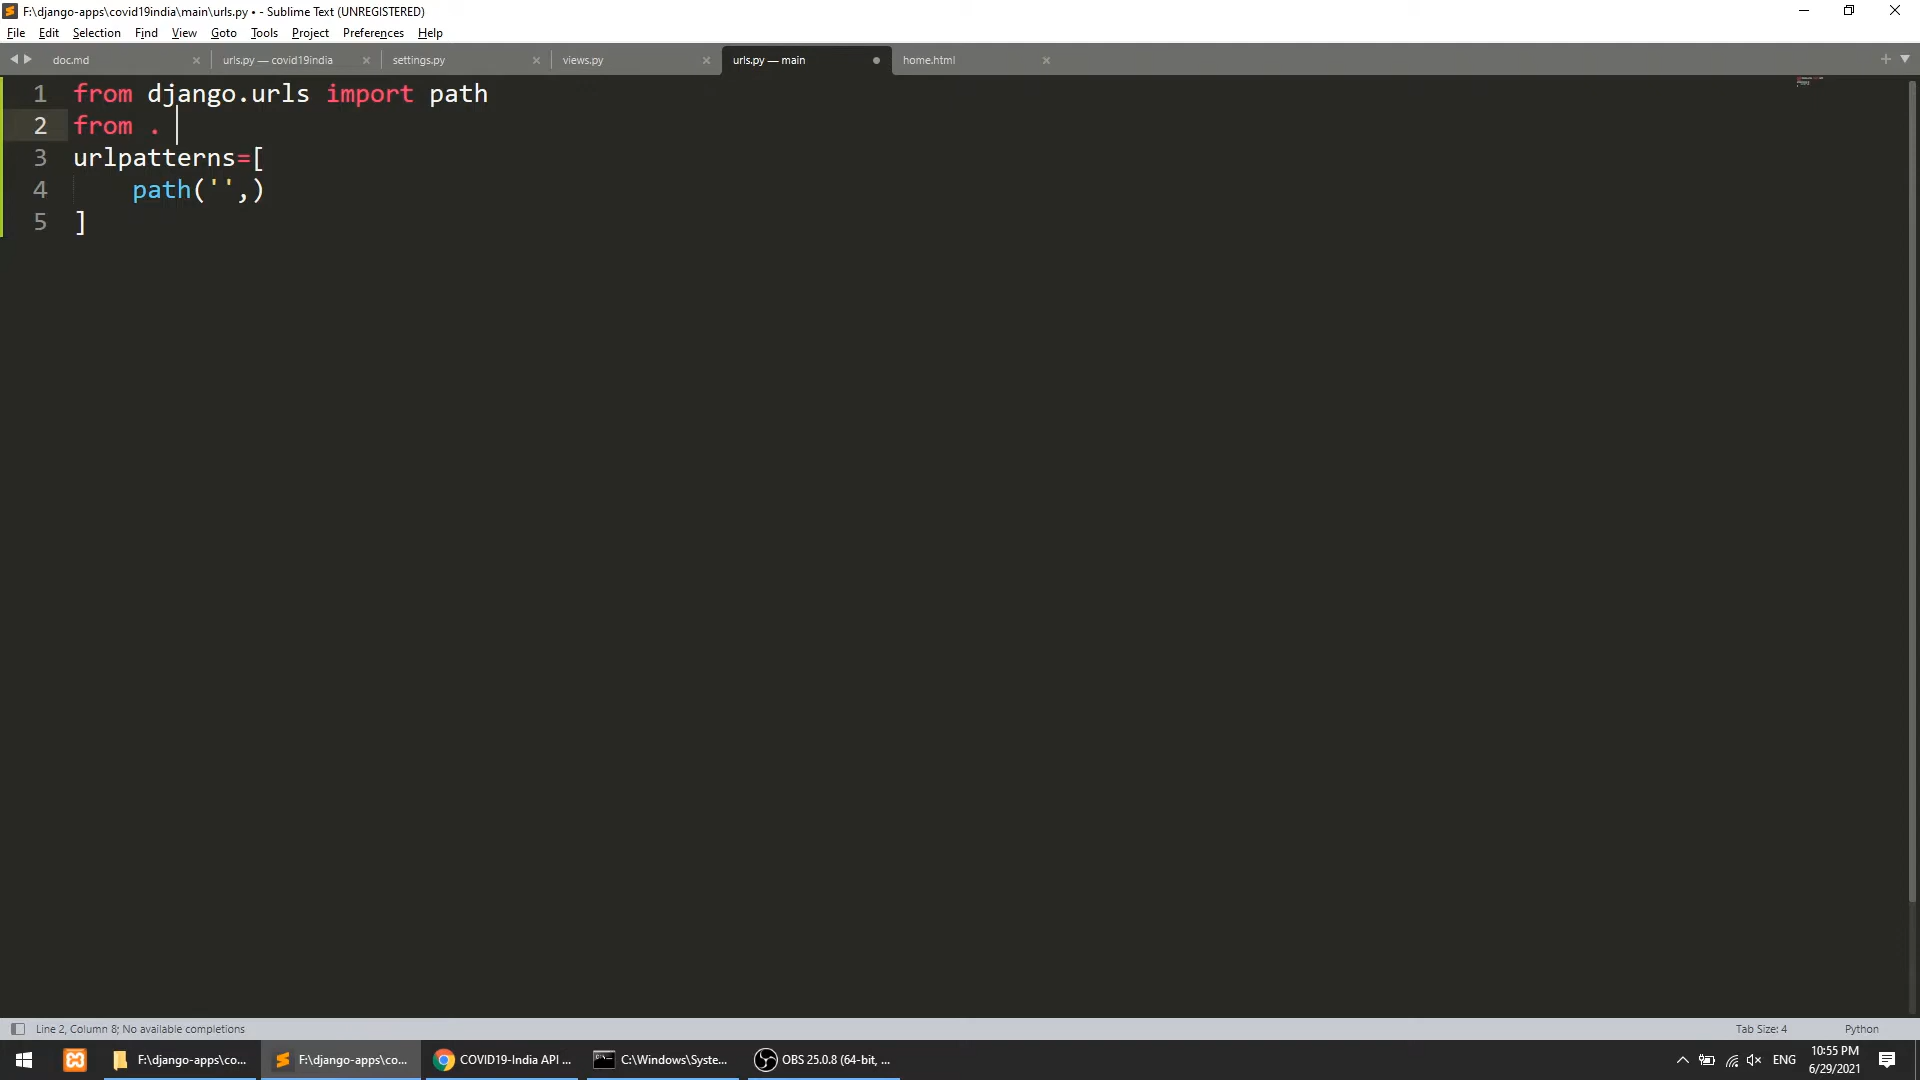 F:\django-apps\covid19india\main\urls.py • - Sublime Text (UNREGISTERED)
File Edit Selection Find View Goto Tools Project Preferences Help
doc.md × urls.py — covid19india × settings.py × views.py × urls.py — main home.html ×
1 from django.urls import path
2 from .
3 urlpatterns=[
4 path('',)
5 ]
Line 2, Column 8; No available completions Tab Size: 4 Python
F:\django-apps\co... F:\django-apps\co... COVID19-India API ... C:\Windows\Syste... OBS 25.0.8 (64-bit, ... ENG 10:55 PM
6/29/2021